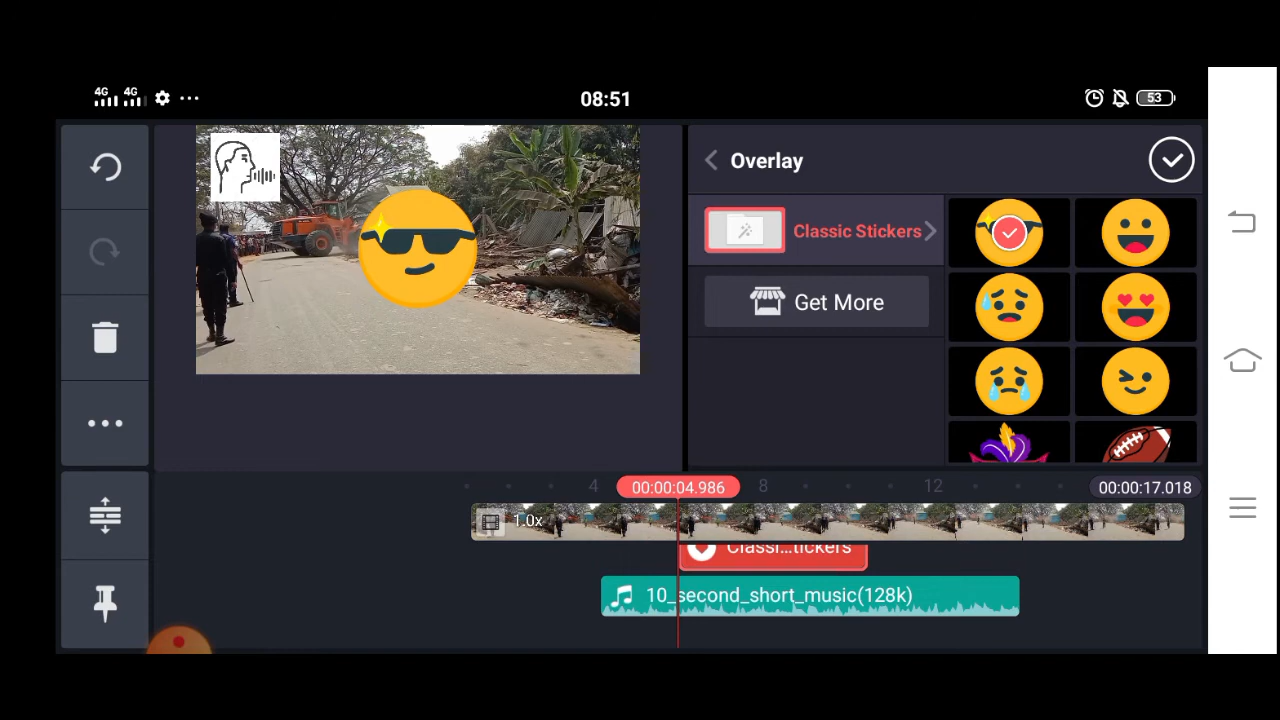 4G 4G
08:51
53
Overlay
Classic Stickers
Get More
4
00:00:04.986
8
12
00:00:17.018
1.0x
Classi...tickers
10_second_short_music(128k)